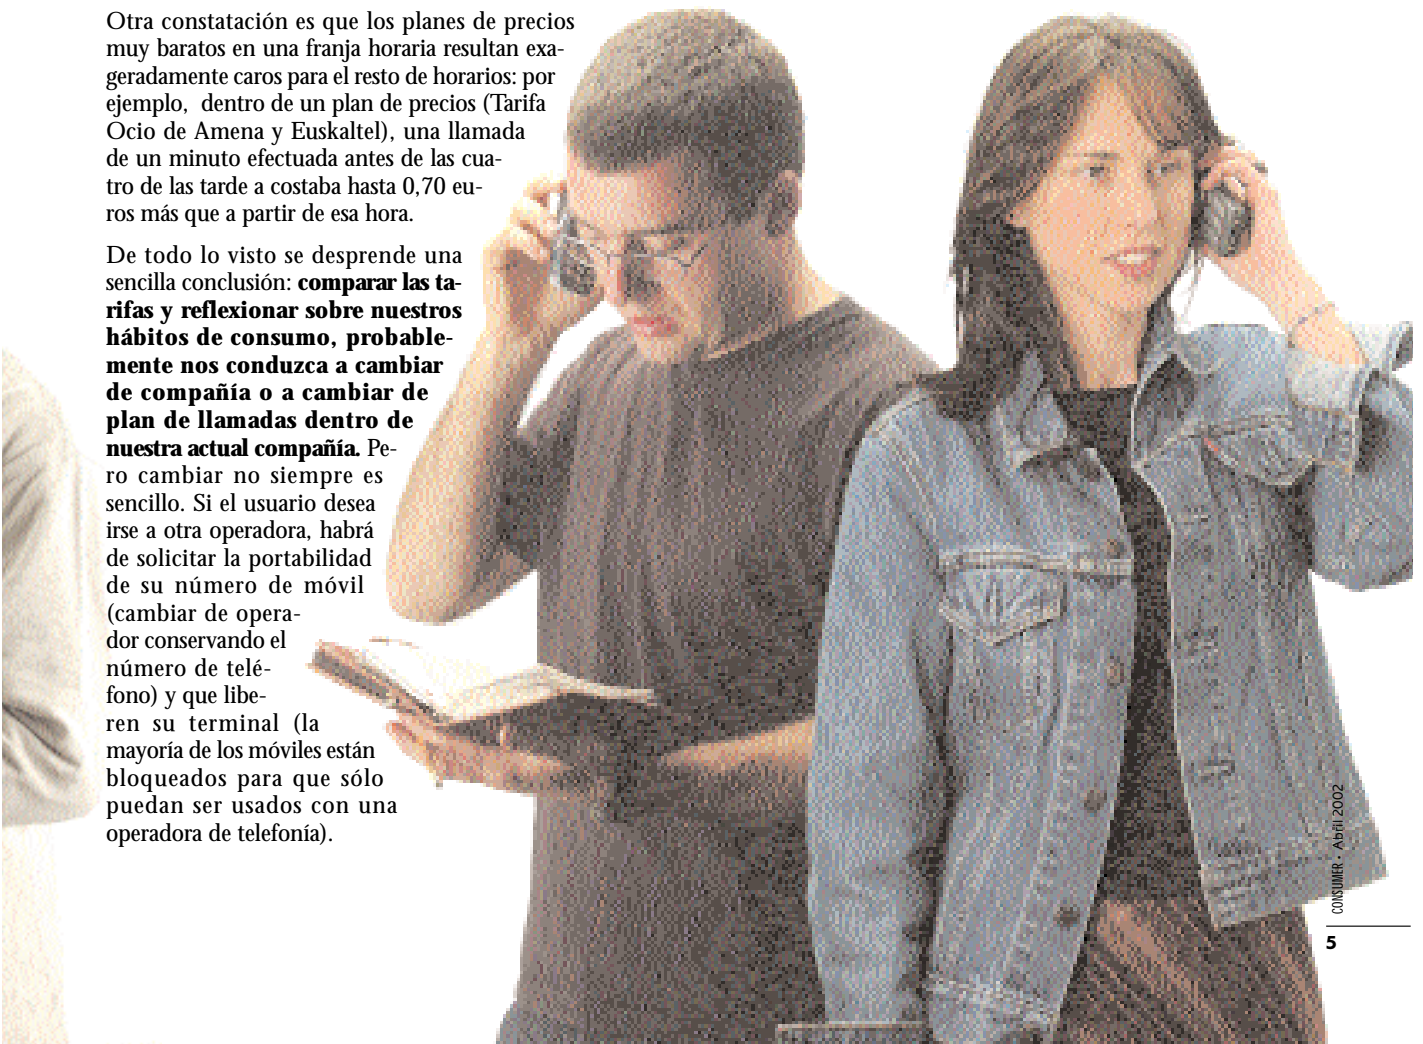 Otra constatación es que los planes de precios
muy baratos en una franja horaria resultan exa-
geradamente caros para el resto de horarios: por
ejemplo, dentro de un plan de precios (Tarifa
Ocio de Amena y Euskaltel), una llamada
de un minuto efectuada antes de las cua-
tro de las tarde a costaba hasta 0,70 eu-
ros más que a partir de esa hora.
De todo lo visto se desprende una
sencilla conclusión: comparar las ta-
rifas y reflexionar sobre nuestros
hábitos de consumo, probable-
mente nos conduzca a cambiar
de compañía o a cambiar de
plan de llamadas dentro de
nuestra actual compañía. Pe-
ro cambiar no siempre es
sencillo. Si el usuario desea
irse a otra operadora, habrá
de solicitar la portabilidad
de su número de móvil
(cambiar de opera-
dor conservando el
número de telé-
fono) y que libe-
ren su terminal (la
mayoría de los móviles están
bloqueados para que sólo
puedan ser usados con una
operadora de telefonía).
CONSUMER • Abril 2002
5